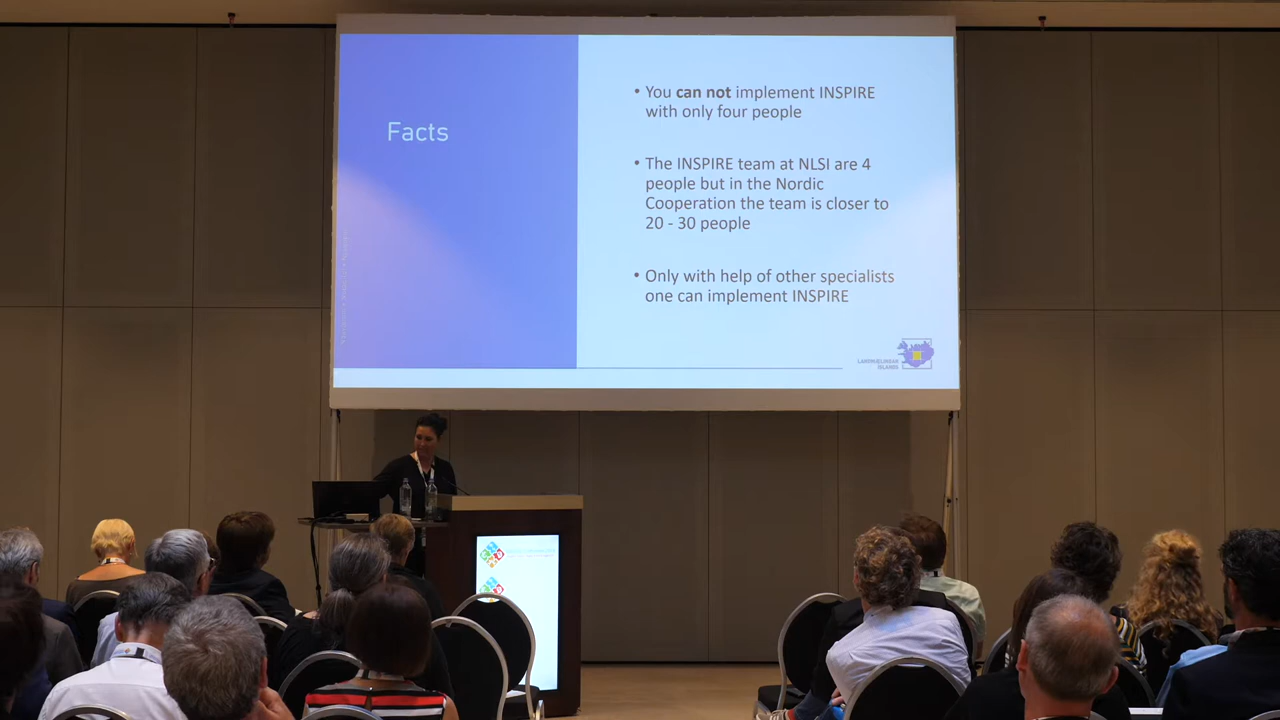 Facts
• You can not implement INSPIRE
with only four people
• The INSPIRE team at NLSI are 4
people but in the Nordic
Cooperation the team is closer to
20 - 30 people
• Only with help of other specialists
one can implement INSPIRE
LANDMÆLINGAR
ÍSLANDS